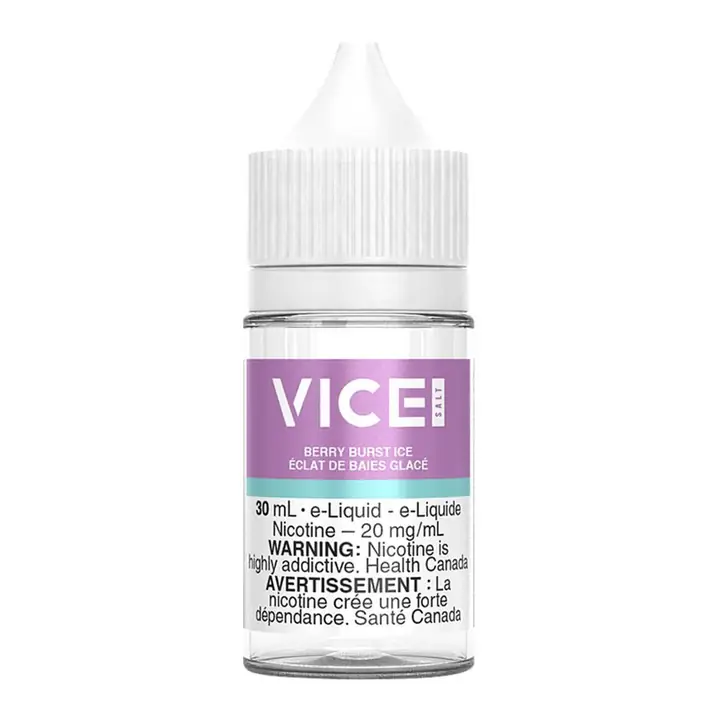 VICE
SALT
BERRY BURST ICE
ÉCLAT DE BAIES GLACÉ
30 mL · e-Liquid - e-Liquide
Nicotine – 20 mg/mL
WARNING: Nicotine is
highly addictive. Health Canada
AVERTISSEMENT : La
nicotine crée une forte
dépendance. Santé Canada